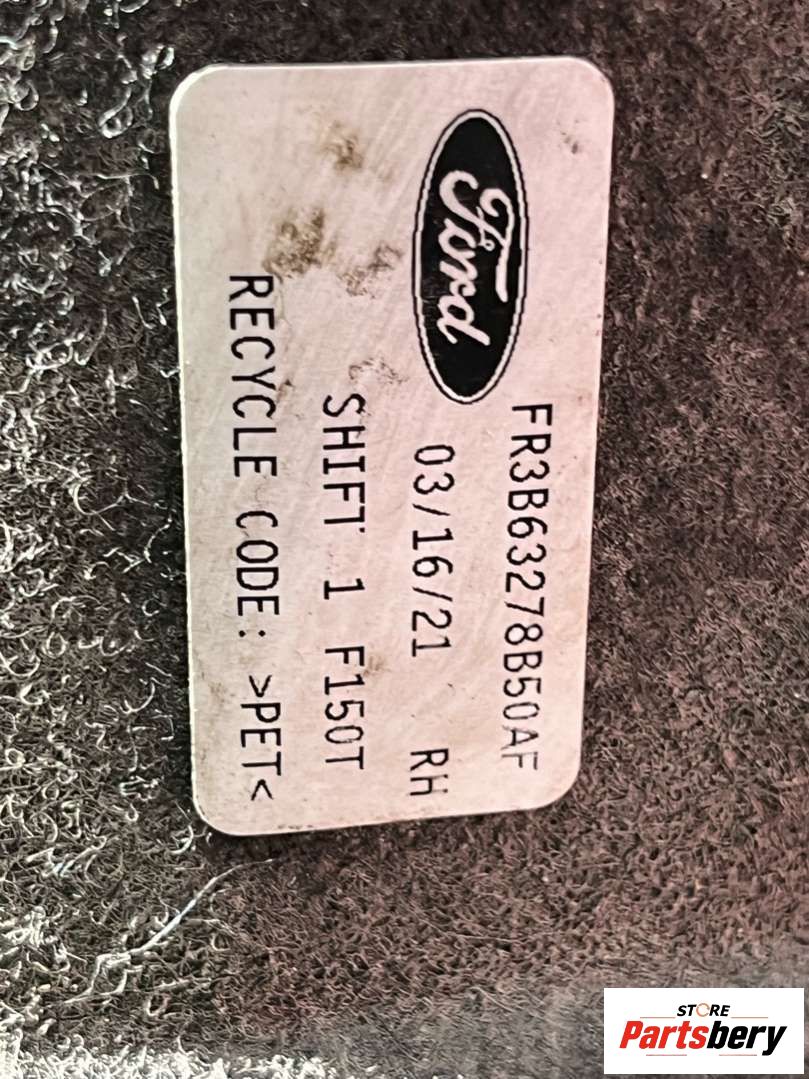 Ford
FR3B63278B50AF
03/16/21 RH
SHIFT 1 F150T
RECYCLE CODE: >PET<
STORE
Partsbery